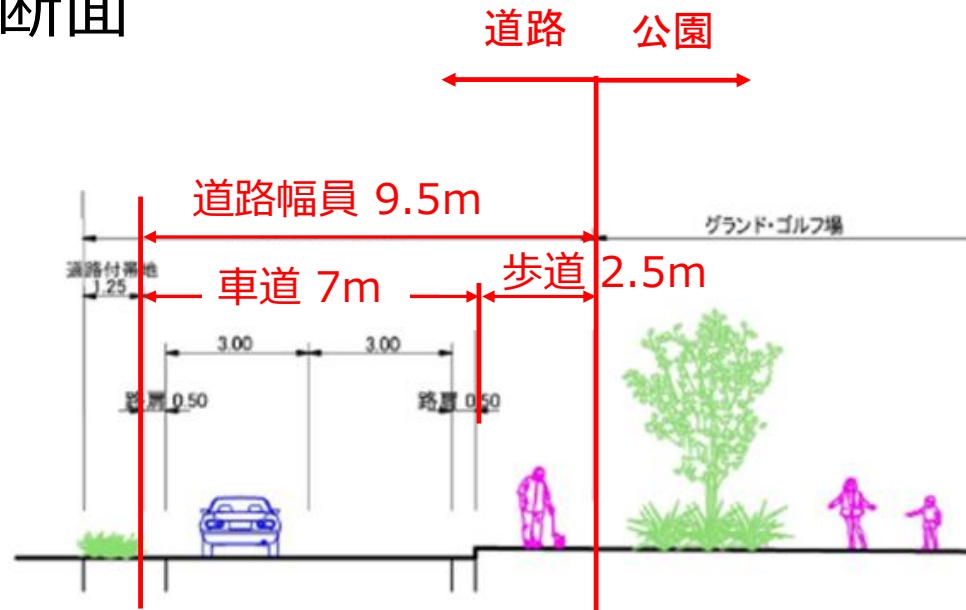 断面
道路 公園
道路幅員 9.5m
グランド・ゴルフ場
道路付帯地
1.25
車道 7m
歩道 2.5m
3.00 3.00
路肩 0.50 路肩 0.50